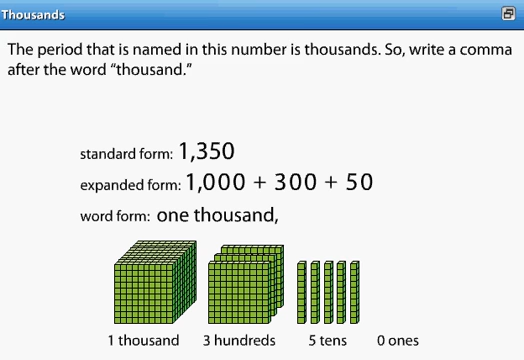 Thousands
The period that is named in this number is thousands. So, write a comma
after the word “thousand.”
standard form: 1,350
expanded form: 1,000 + 300 + 50
word form: one thousand,
1 thousand 3 hundreds 5 tens 0 ones